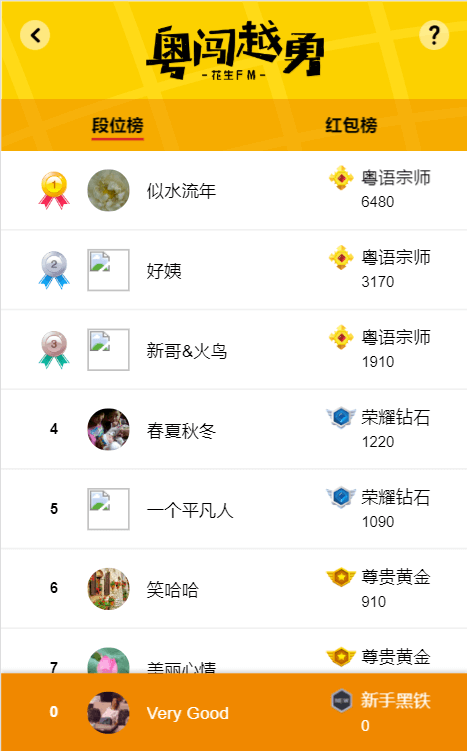 粤闯越勇
-花生FM-
?
段位榜 红包榜
1 似水流年 粤语宗师
6480
2 好姨 粤语宗师
3170
3 新哥&火鸟 粤语宗师
1910
4 春夏秋冬 荣耀钻石
1220
5 一个平凡人 荣耀钻石
1090
6 笑哈哈 尊贵黄金
910
7 美丽心情 尊贵黄金
0 Very Good NEW 新手黑铁
0